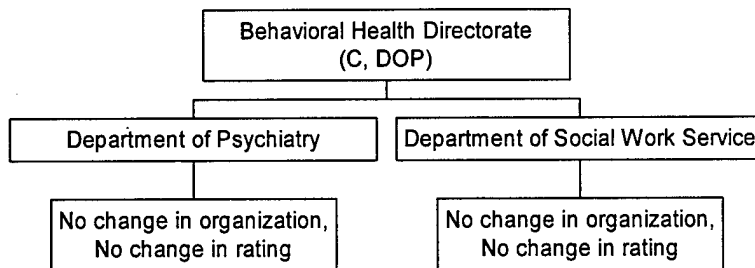 Behavioral Health Directorate
(C, DOP)
Department of Psychiatry
Department of Social Work Service
No change in organization,
No change in rating
No change in organization,
No change in rating